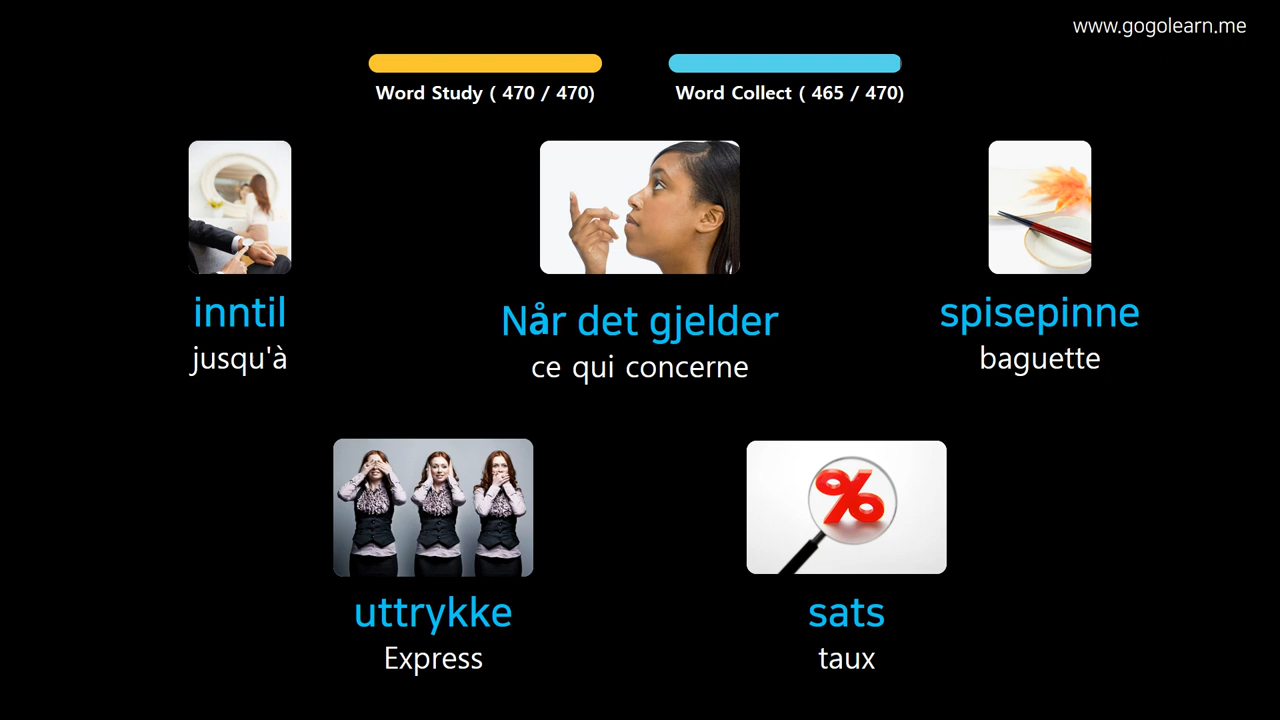 www.gogolearn.me
Word Study ( 470 / 470)
Word Collect ( 465 / 470)
inntil
jusqu'à
Når det gjelder
ce qui concerne
spisepinne
baguette
uttrykke
Express
%
sats
taux